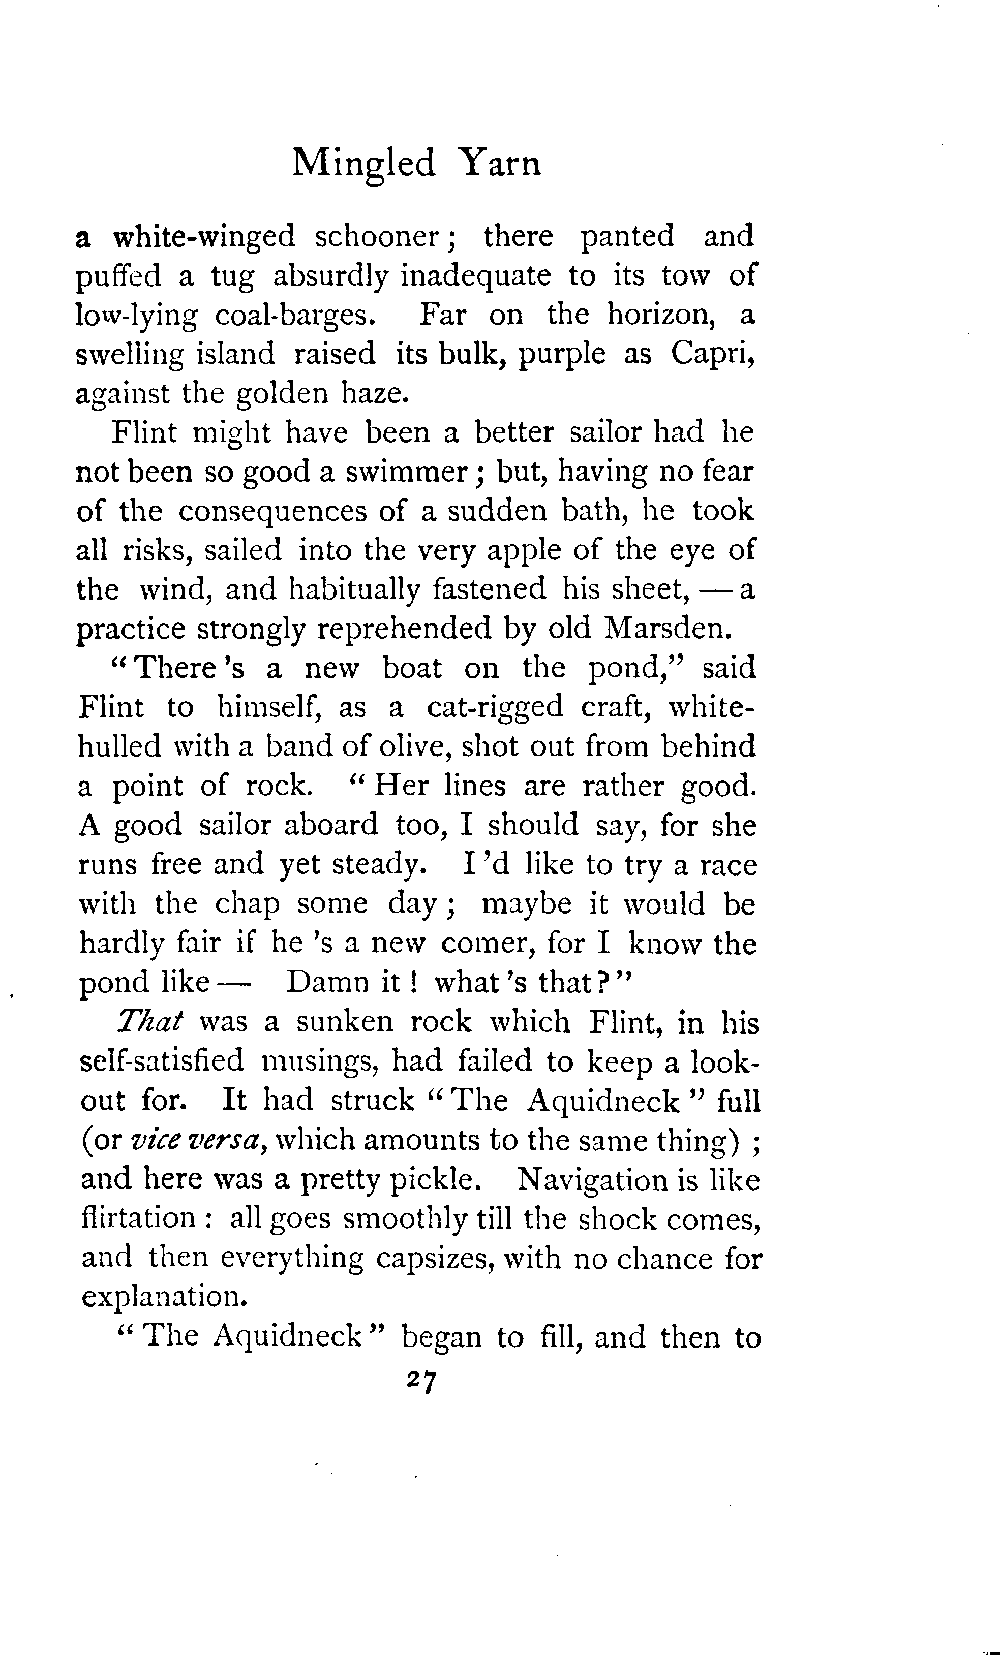 Mingled Yarn
a white-winged schooner; there panted and
puffed a tug absurdly inadequate to its tow of
low-lying coal-barges. Far on the horizon, a
swelling island raised its bulk, purple as Capri,
against the golden haze.
Flint might have been a better sailor had he
not been so good a swimmer; but, having no fear
of the consequences of a sudden bath, he took
all risks, sailed into the very apple of the eye of
the wind, and habitually fastened his sheet, — a
practice strongly reprehended by old Marsden.
"There's a new boat on the pond," said
Flint to himself, as a cat-rigged craft, white-
hulled with a band of olive, shot out from behind
a point of rock. "Her lines are rather good.
A good sailor aboard too, I should say, for she
runs free and yet steady. I'd like to try a race
with the chap some day; maybe it would be
hardly fair if he's a new comer, for I know the
pond like— Damn it! what's that?"
That was a sunken rock which Flint, in his
self-satisfied musings, had failed to keep a look-
out for. It had struck "The Aquidneck" full
(or vice versa, which amounts to the same thing);
and here was a pretty pickle. Navigation is like
flirtation: all goes smoothly till the shock comes,
and then everything capsizes, with no chance for
explanation.
"The Aquidneck" began to fill, and then to
27